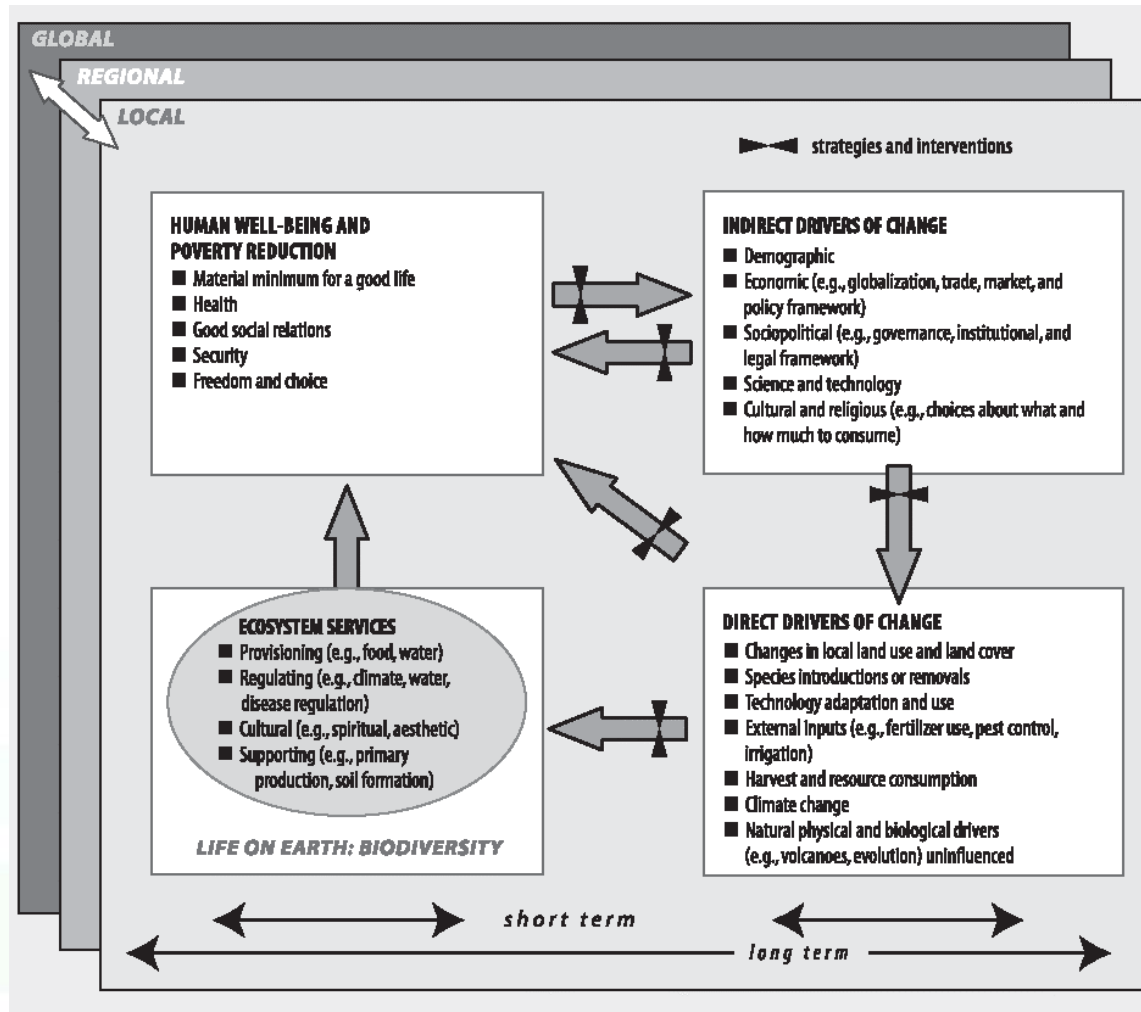 GLOBAL
REGIONAL
LOCAL
strategies and interventions
HUMAN WELL-BEING AND
POVERTY REDUCTION
■ Material minimum for a good life
■ Health
■ Good social relations
■ Security
■ Freedom and choice
INDIRECT DRIVERS OF CHANGE
■ Demographic
■ Economic (e.g., globalization, trade, market, and
policy framework)
■ Sociopolitical (e.g., governance, institutional, and
legal framework)
■ Science and technology
■ Cultural and religious (e.g., choices about what and
how much to consume)
ECOSYSTEM SERVICES
■ Provisioning (e.g., food, water)
■ Regulating (e.g., climate, water,
disease regulation)
■ Cultural (e.g., spiritual, aesthetic)
■ Supporting (e.g., primary
production, soil formation)
LIFE ON EARTH: BIODIVERSITY
DIRECT DRIVERS OF CHANGE
■ Changes in local land use and land cover
■ Species introductions or removals
■ Technology adaptation and use
■ External inputs (e.g., fertilizer use, pest control,
irrigation)
■ Harvest and resource consumption
■ Climate change
■ Natural physical and biological drivers
(e.g., volcanoes, evolution) uninfluenced
short term
long term